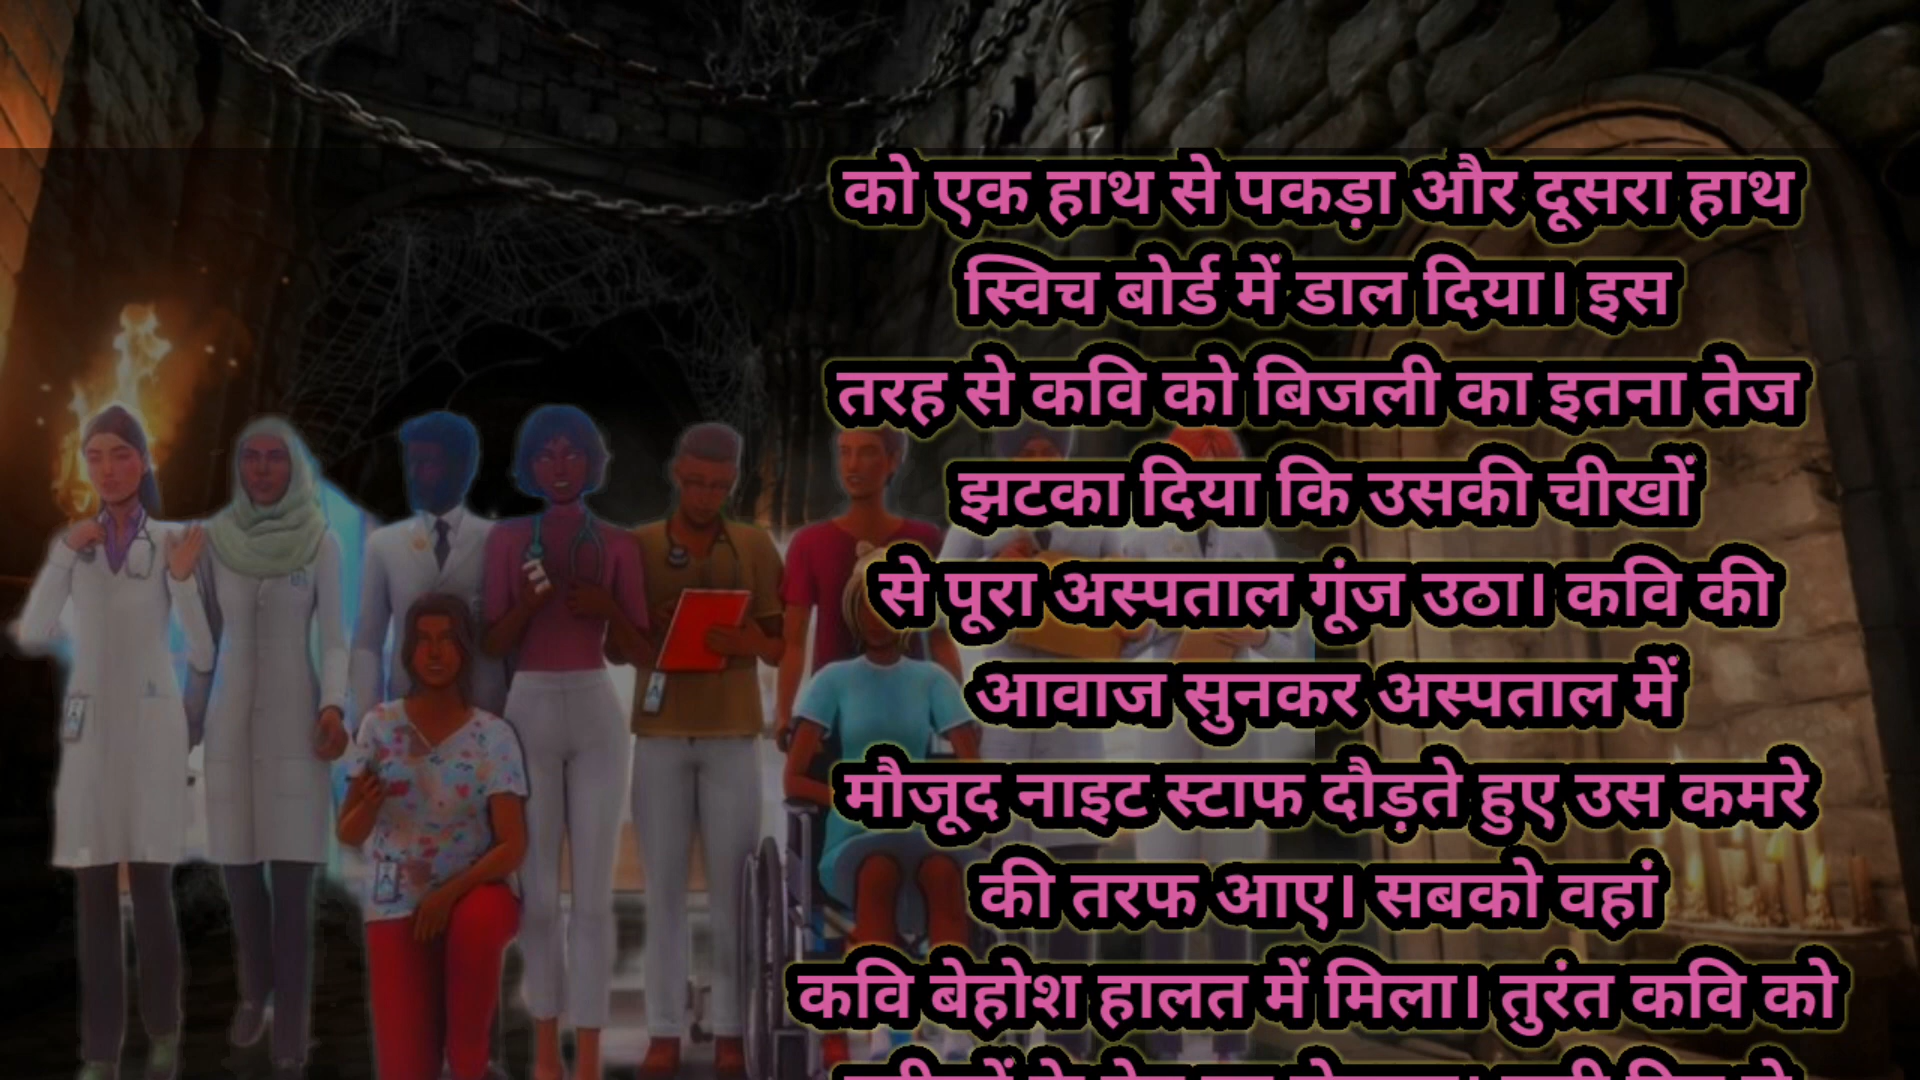 को एक हाथ से पकड़ा और दूसरा हाथ
स्विच बोर्ड में डाल दिया। इस
तरह से कवि को बिजली का इतना तेज
झटका दिया कि उसकी चीखों
से पूरा अस्पताल गूंज उठा। कवि की
आवाज सुनकर अस्पताल में
मौजूद नाइट स्टाफ दौड़ते हुए उस कमरे
की तरफ आए। सबको वहां
कवि बेहोश हालत में मिला। तुरंत कवि को